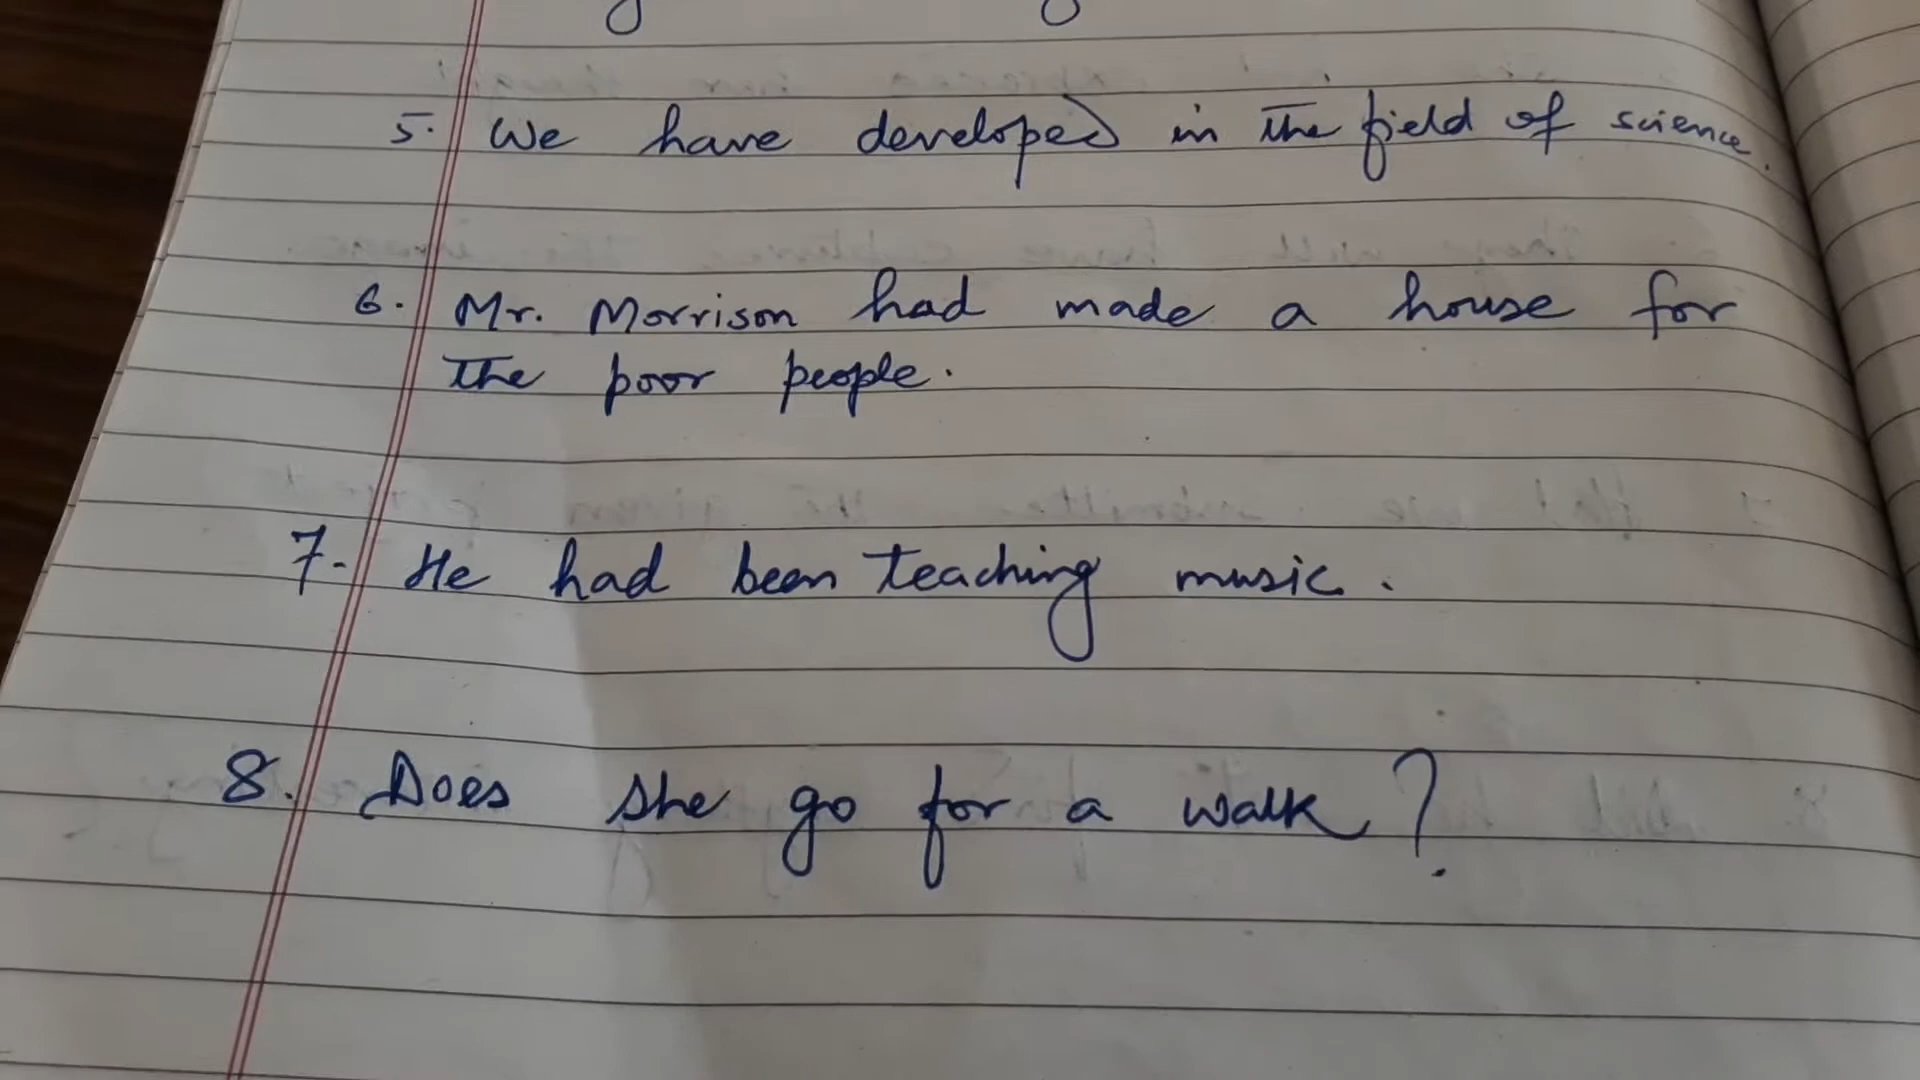 5. We have developed in the field of science.
6. Mr. Morrison had made a house for
the poor people.
7. He had been teaching music.
8. Does she go for a walk?